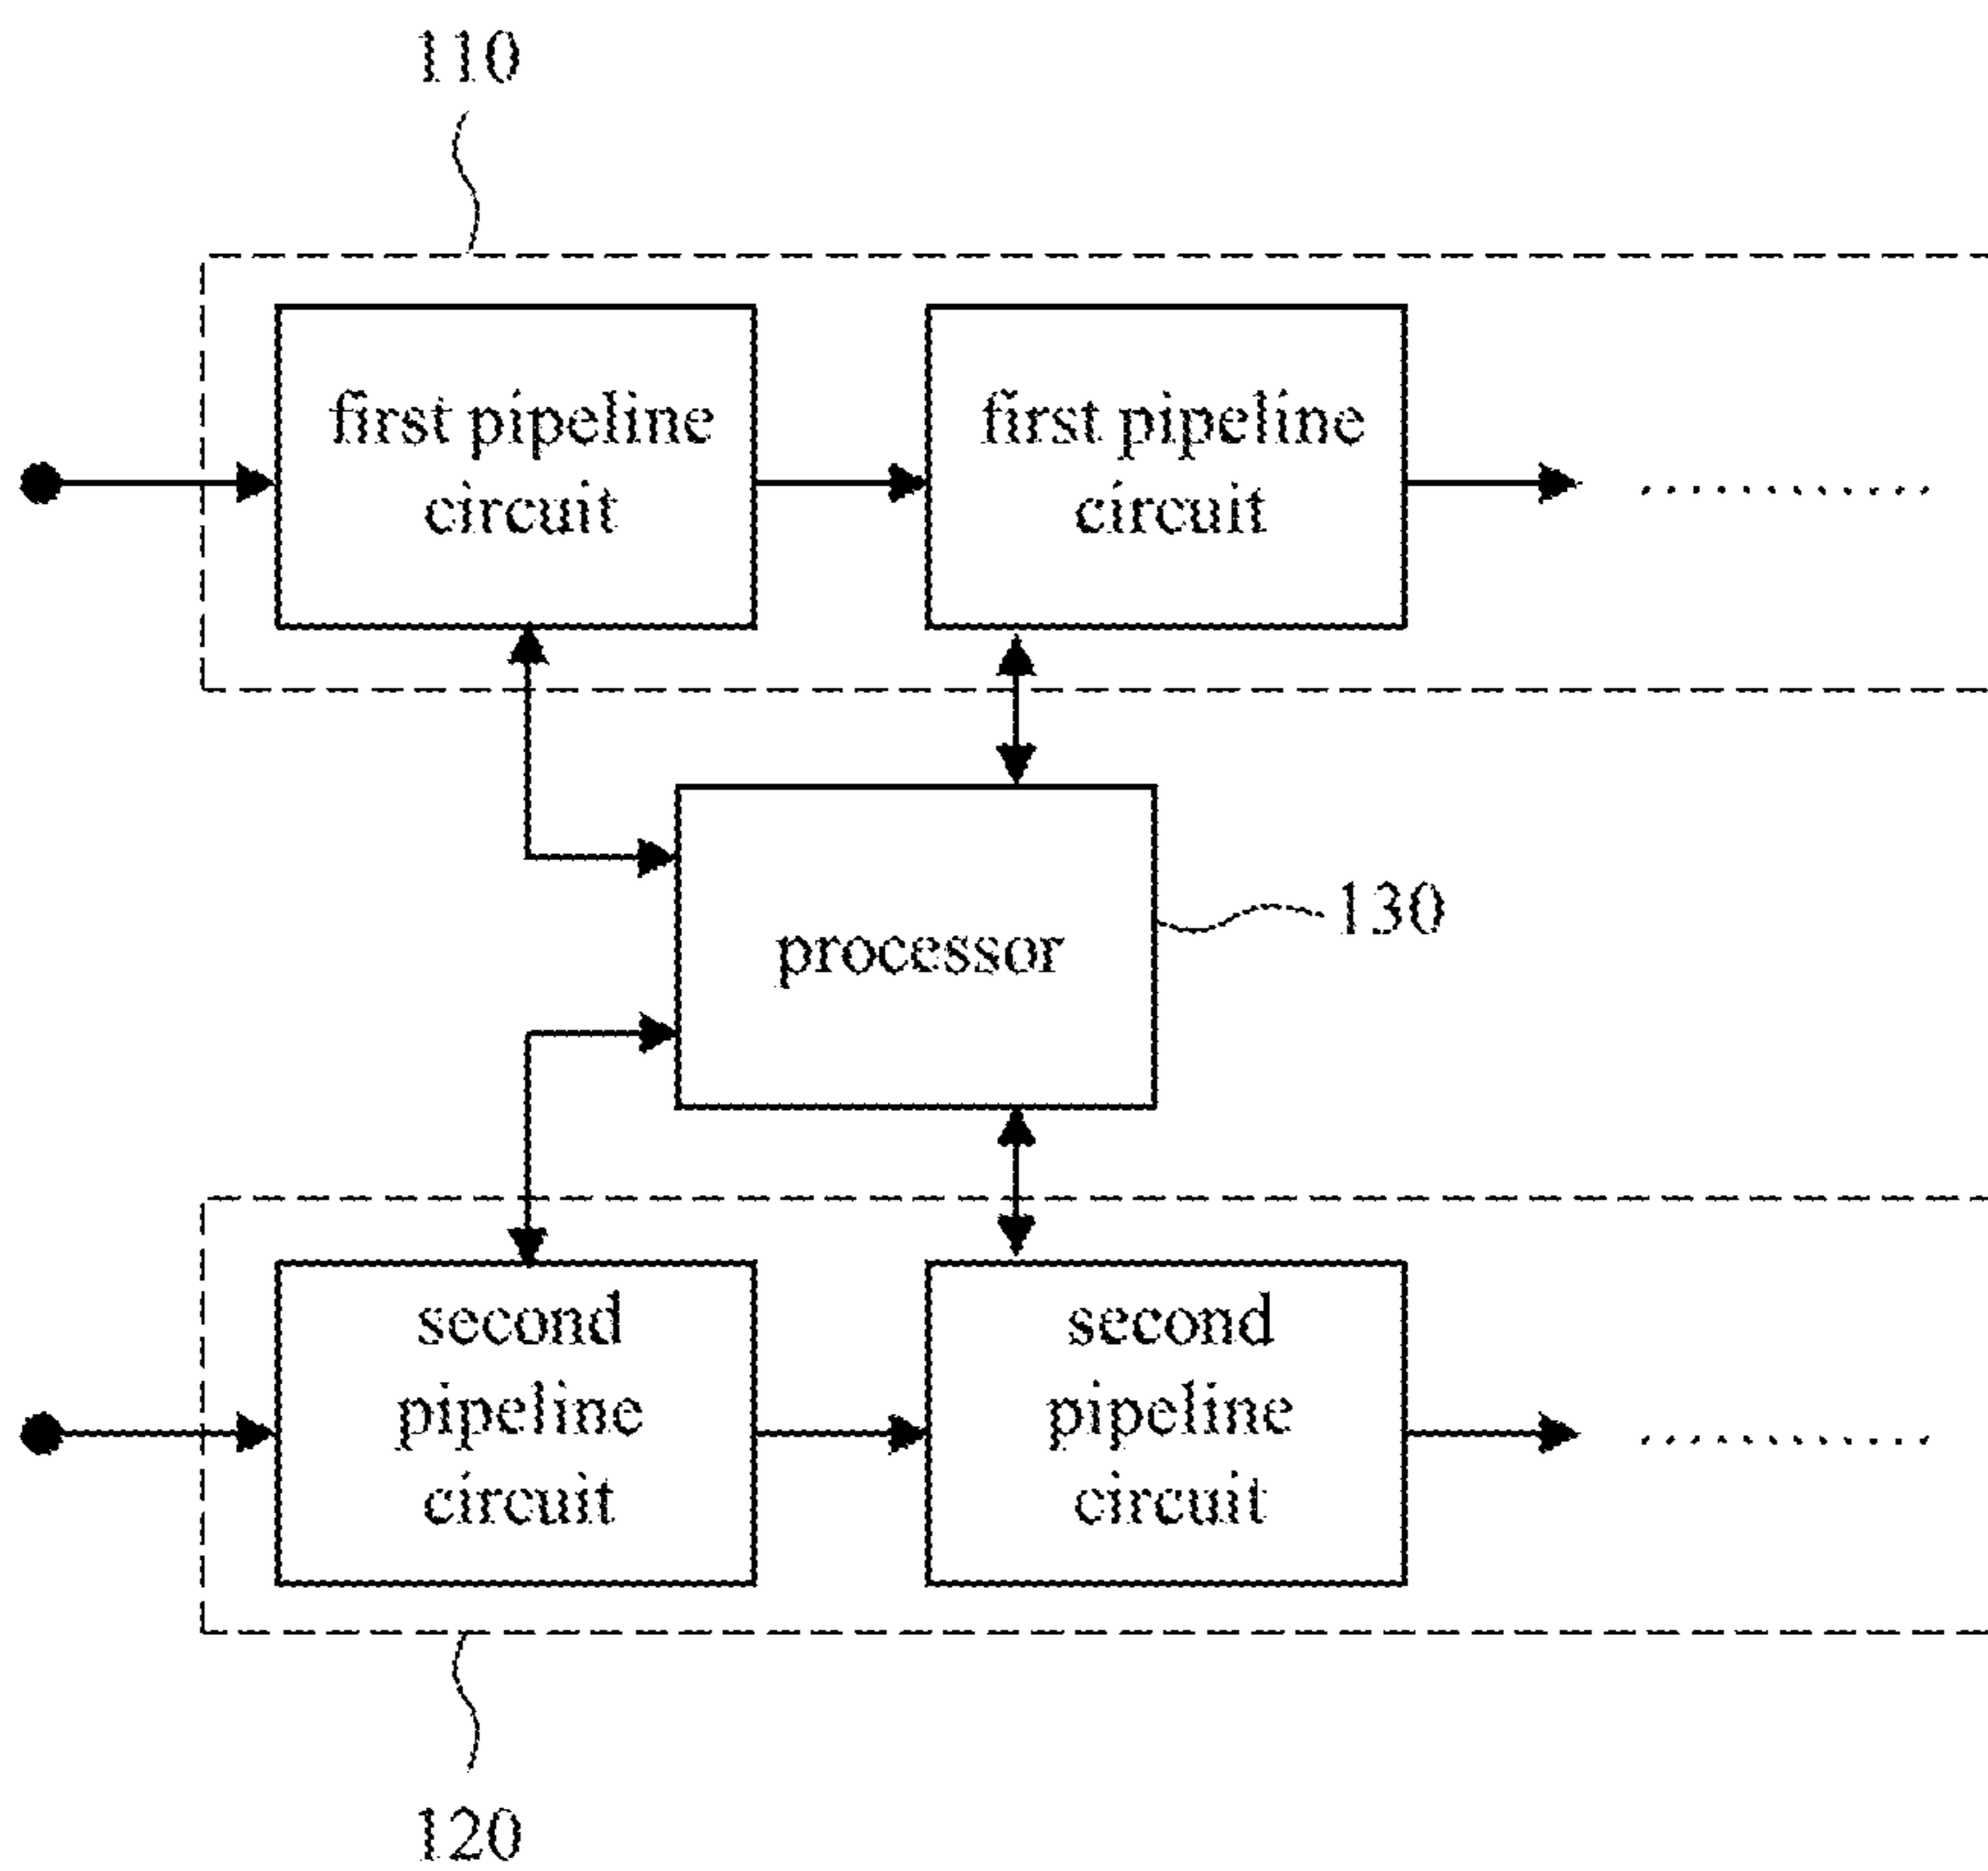 110
first pipeline
circuit
first pipeline
circuit
processor
130
second
pipeline
circuit
second
pipeline
circuit
120